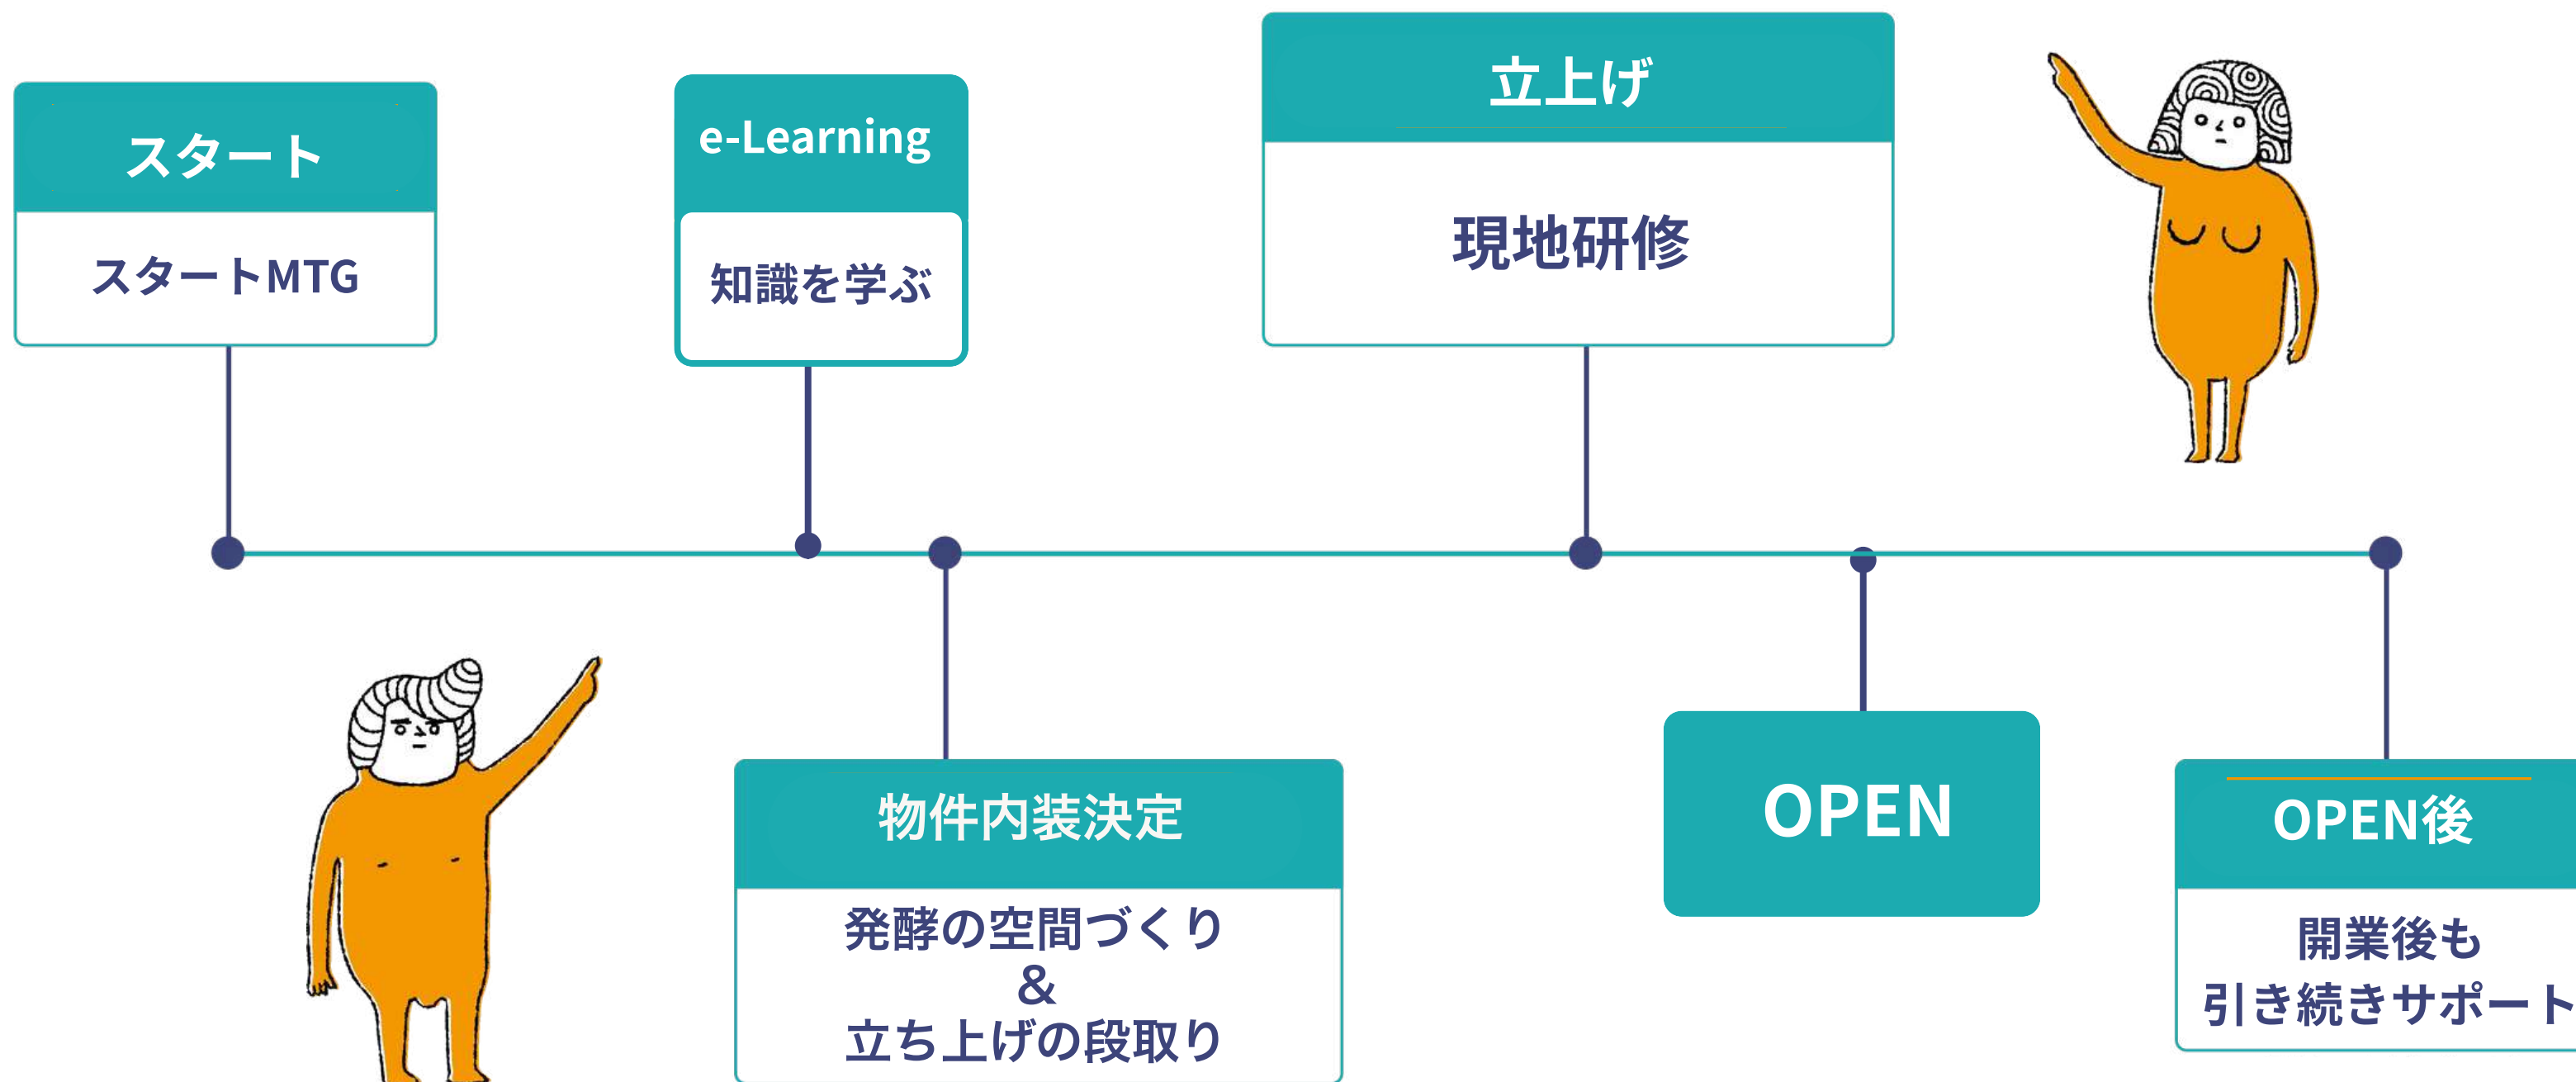 スタート
スタートMTG
e-Learning
知識を学ぶ
物件内装決定
発酵の空間づくり
&
立ち上げの段取り
立上げ
現地研修
OPEN
OPEN後
開業後も
引き続きサポート